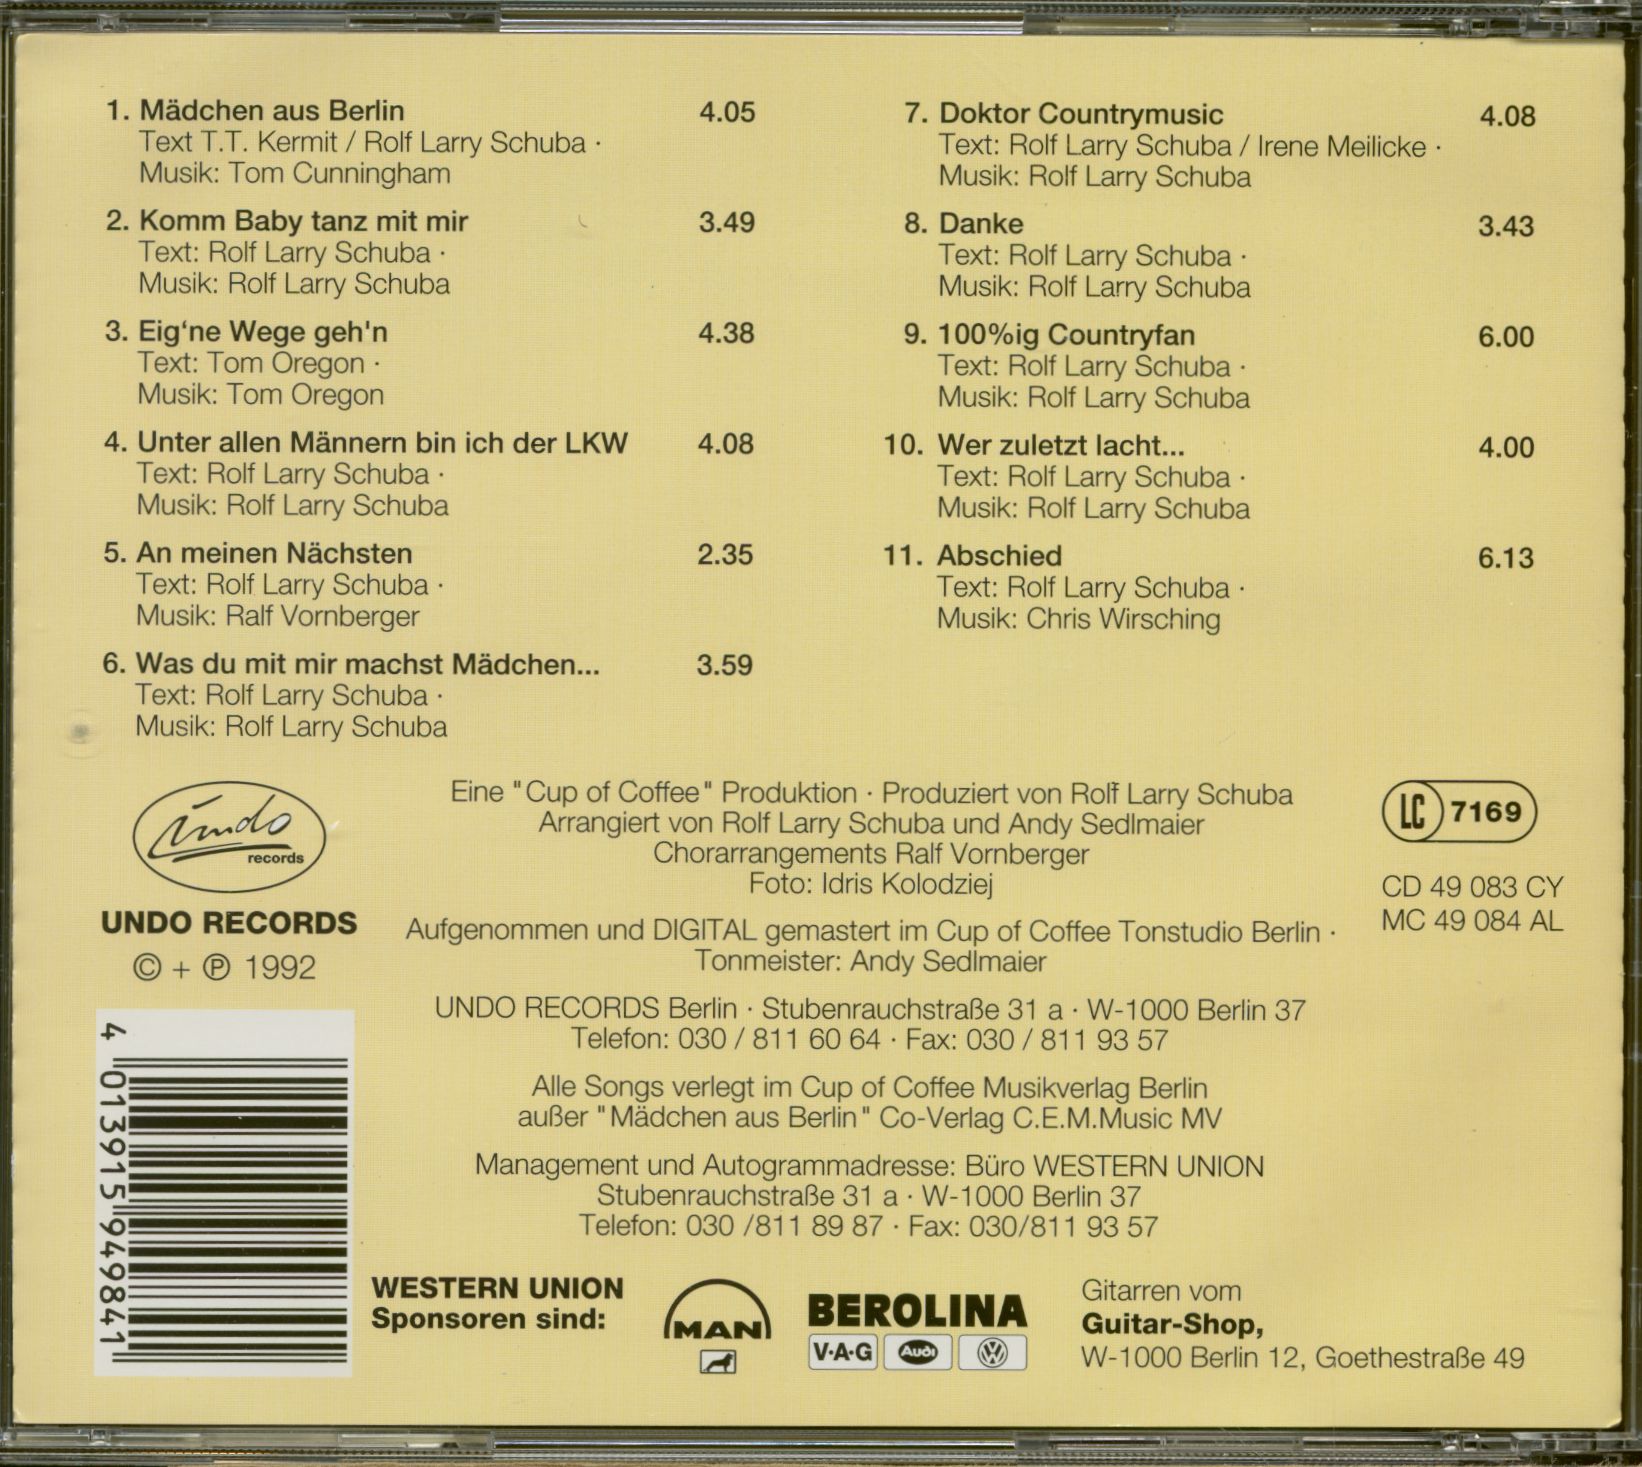 1. Mädchen aus Berlin 4.05
Text T.T. Kermit / Rolf Larry Schuba ·
Musik: Tom Cunningham
2. Komm Baby tanz mit mir 3.49
Text: Rolf Larry Schuba ·
Musik: Rolf Larry Schuba
3. Eig‘ne Wege geh'n 4.38
Text: Tom Oregon ·
Musik: Tom Oregon
4. Unter allen Männern bin ich der LKW 4.08
Text: Rolf Larry Schuba ·
Musik: Rolf Larry Schuba
5. An meinen Nächsten 2.35
Text: Rolf Larry Schuba ·
Musik: Ralf Vornberger
6. Was du mit mir machst Mädchen... 3.59
Text: Rolf Larry Schuba ·
Musik: Rolf Larry Schuba
7. Doktor Countrymusic 4.08
Text: Rolf Larry Schuba / Irene Meilicke ·
Musik: Rolf Larry Schuba
8. Danke 3.43
Text: Rolf Larry Schuba ·
Musik: Rolf Larry Schuba
9. 100%ig Countryfan 6.00
Text: Rolf Larry Schuba ·
Musik: Rolf Larry Schuba
10. Wer zuletzt lacht... 4.00
Text: Rolf Larry Schuba ·
Musik: Rolf Larry Schuba
11. Abschied 6.13
Text: Rolf Larry Schuba ·
Musik: Chris Wirsching
undo
records
UNDO RECORDS
© + ℗ 1992
4 013915 949841
Eine "Cup of Coffee" Produktion · Produziert von Rolf Larry Schuba
Arrangiert von Rolf Larry Schuba und Andy Sedlmaier
Chorarrangements Ralf Vornberger
Foto: Idris Kolodziej
Aufgenommen und DIGITAL gemastert im Cup of Coffee Tonstudio Berlin ·
Tonmeister: Andy Sedlmaier
UNDO RECORDS Berlin · Stubenrauchstraße 31 a · W-1000 Berlin 37
Telefon: 030 / 811 60 64 · Fax: 030 / 811 93 57
Alle Songs verlegt im Cup of Coffee Musikverlag Berlin
außer "Mädchen aus Berlin" Co-Verlag C.E.M.Music MV
Management und Autogrammadresse: Büro WESTERN UNION
Stubenrauchstraße 31 a · W-1000 Berlin 37
Telefon: 030 /811 89 87 · Fax: 030/811 93 57
LC 7169
CD 49 083 CY
MC 49 084 AL
WESTERN UNION
Sponsoren sind:
MAN
BEROLINA
V·A·G Audi VW
Gitarren vom
Guitar-Shop,
W-1000 Berlin 12, Goethestraße 49